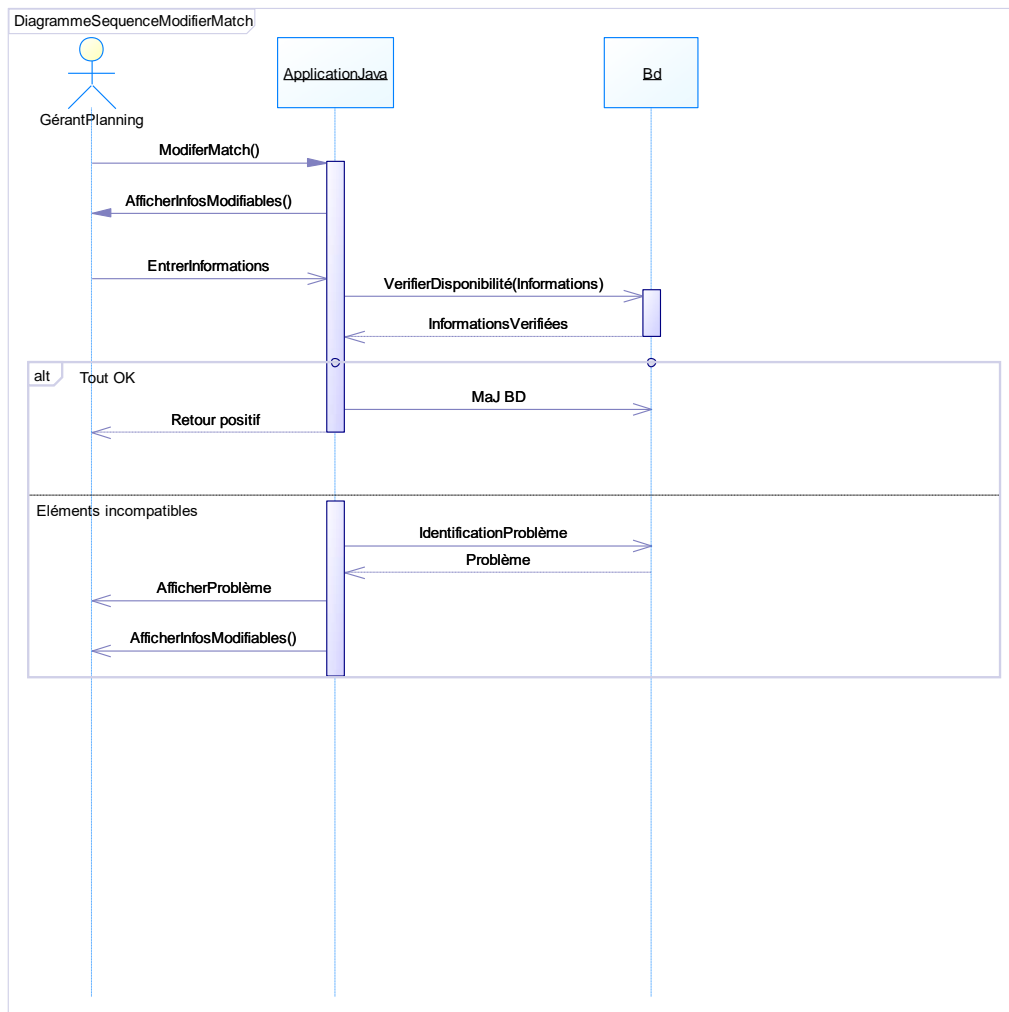 DiagrammeSequenceModifierMatch
ApplicationJava
Bd
GérantPlanning
ModiferMatch()
AfficherInfosModifiables()
EntrerInformations
VerifierDisponibilité(Informations)
InformationsVerifiées
alt
Tout OK
MaJ BD
Retour positif
Eléments incompatibles
IdentificationProblème
Problème
AfficherProblème
AfficherInfosModifiables()